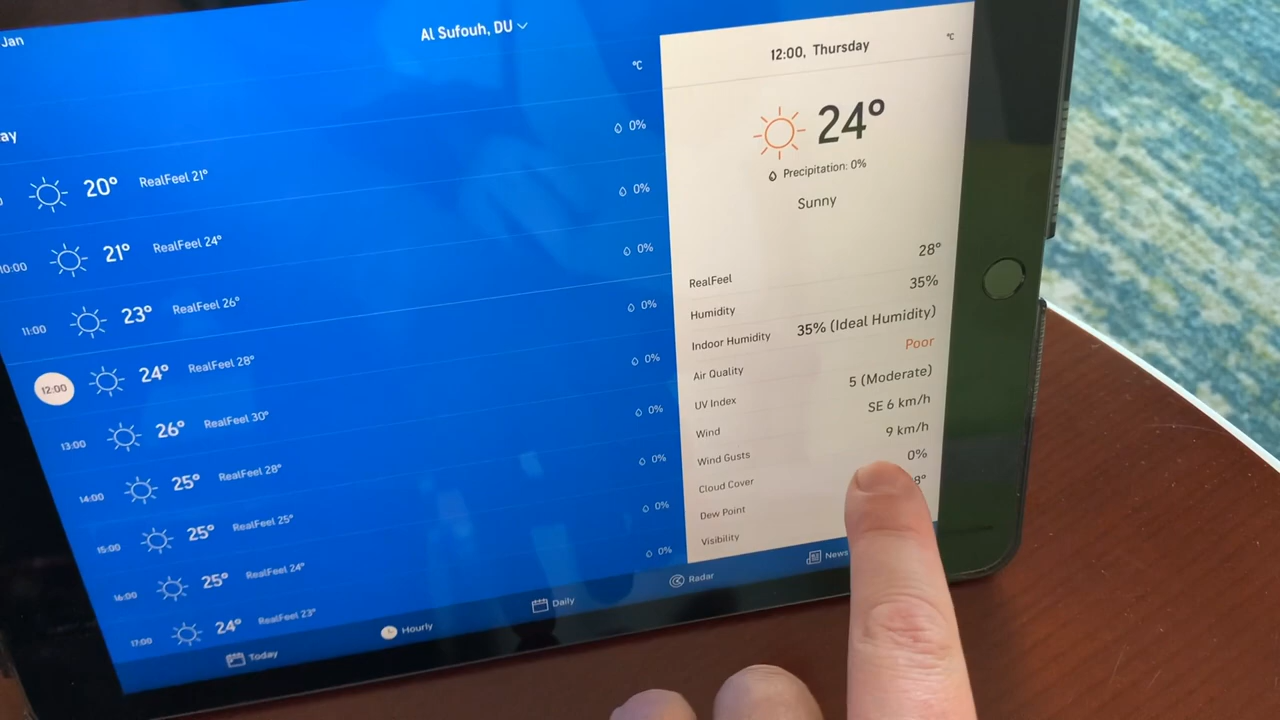 Jan
Al Sufouh, DU
°C
ay
0%
20° RealFeel 21° 0%
10:00 21° RealFeel 24° 0%
11:00 23° RealFeel 26° 0%
12:00 24° RealFeel 28° 0%
13:00 26° RealFeel 30° 0%
14:00 25° RealFeel 28° 0%
15:00 25° RealFeel 25° 0%
16:00 25° RealFeel 24° 0%
17:00 24° RealFeel 23°
Today Hourly Daily Radar News
12:00, Thursday °C
24°
Precipitation: 0%
Sunny
RealFeel 28°
Humidity 35%
Indoor Humidity 35% (Ideal Humidity)
Air Quality Poor
UV Index 5 (Moderate)
Wind SE 6 km/h
Wind Gusts 9 km/h
Cloud Cover 0%
Dew Point 8°
Visibility